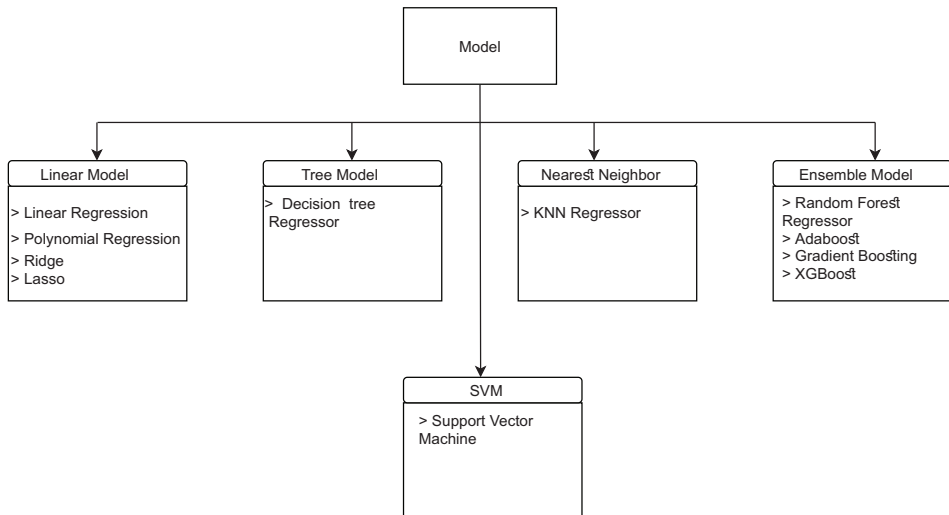 Model
Linear Model
> Linear Regression
> Polynomial Regression
> Ridge
> Lasso
Tree Model
> Decision tree
Regressor
Nearest Neighbor
> KNN Regressor
Ensemble Model
> Random Forest
Regressor
> Adaboost
> Gradient Boosting
> XGBoost
SVM
> Support Vector
Machine